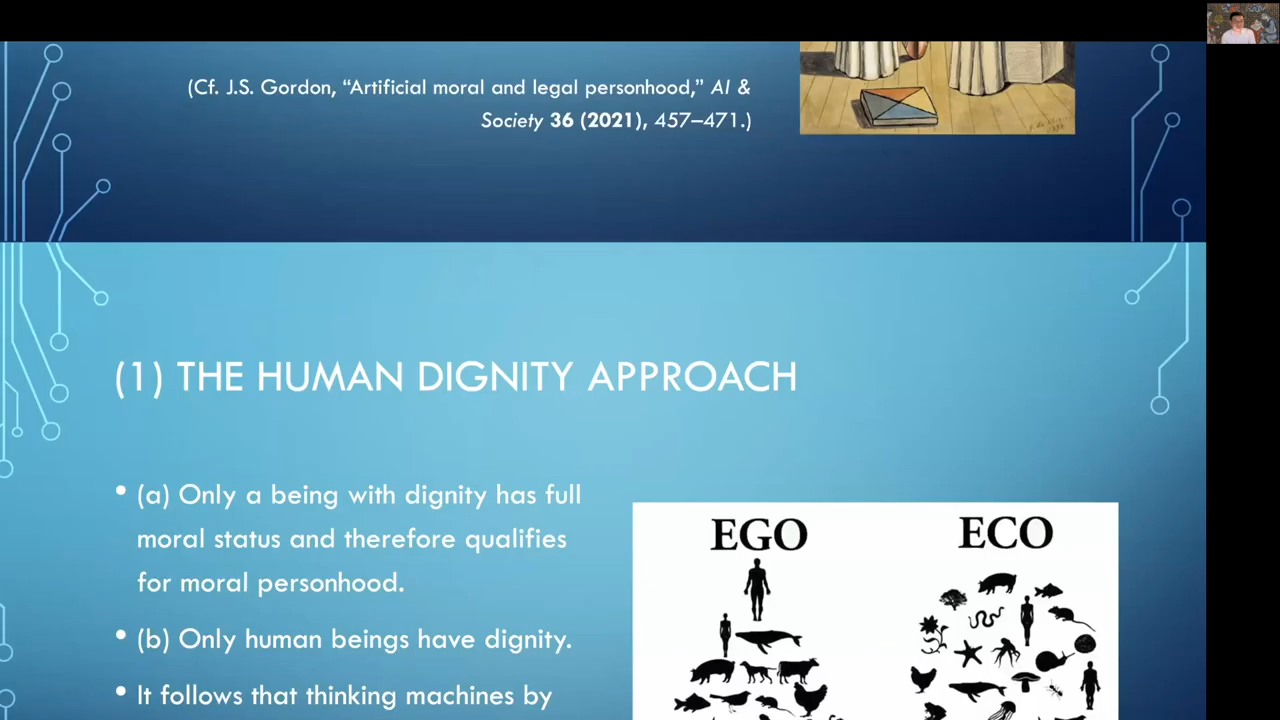 (Cf. J.S. Gordon, “Artificial moral and legal personhood,” AI &
Society 36 (2021), 457–471.)
(1) THE HUMAN DIGNITY APPROACH
• (a) Only a being with dignity has full
moral status and therefore qualifies
for moral personhood.
• (b) Only human beings have dignity.
• It follows that thinking machines by
EGO
ECO